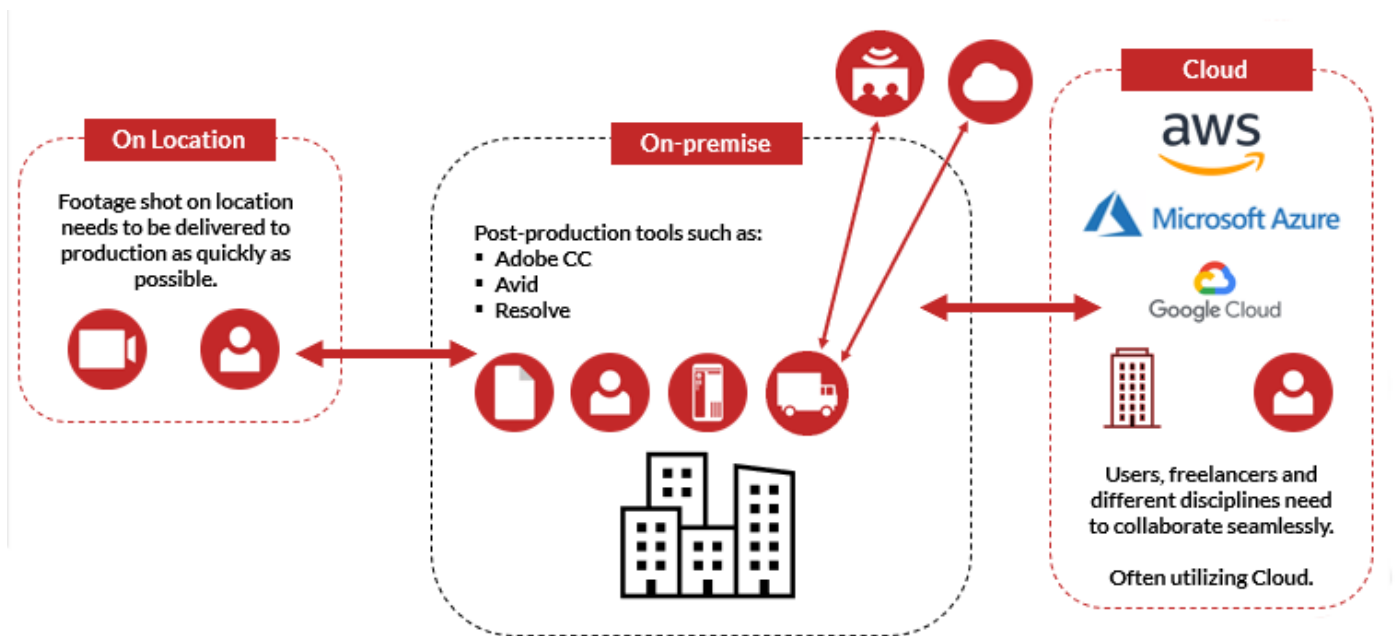 On Location
Footage shot on location
needs to be delivered to
production as quickly as
possible.
On-premise
Post-production tools such as:
▪ Adobe CC
▪ Avid
▪ Resolve
Cloud
aws
Microsoft Azure
Google Cloud
Users, freelancers and
different disciplines need
to collaborate seamlessly.
Often utilizing Cloud.